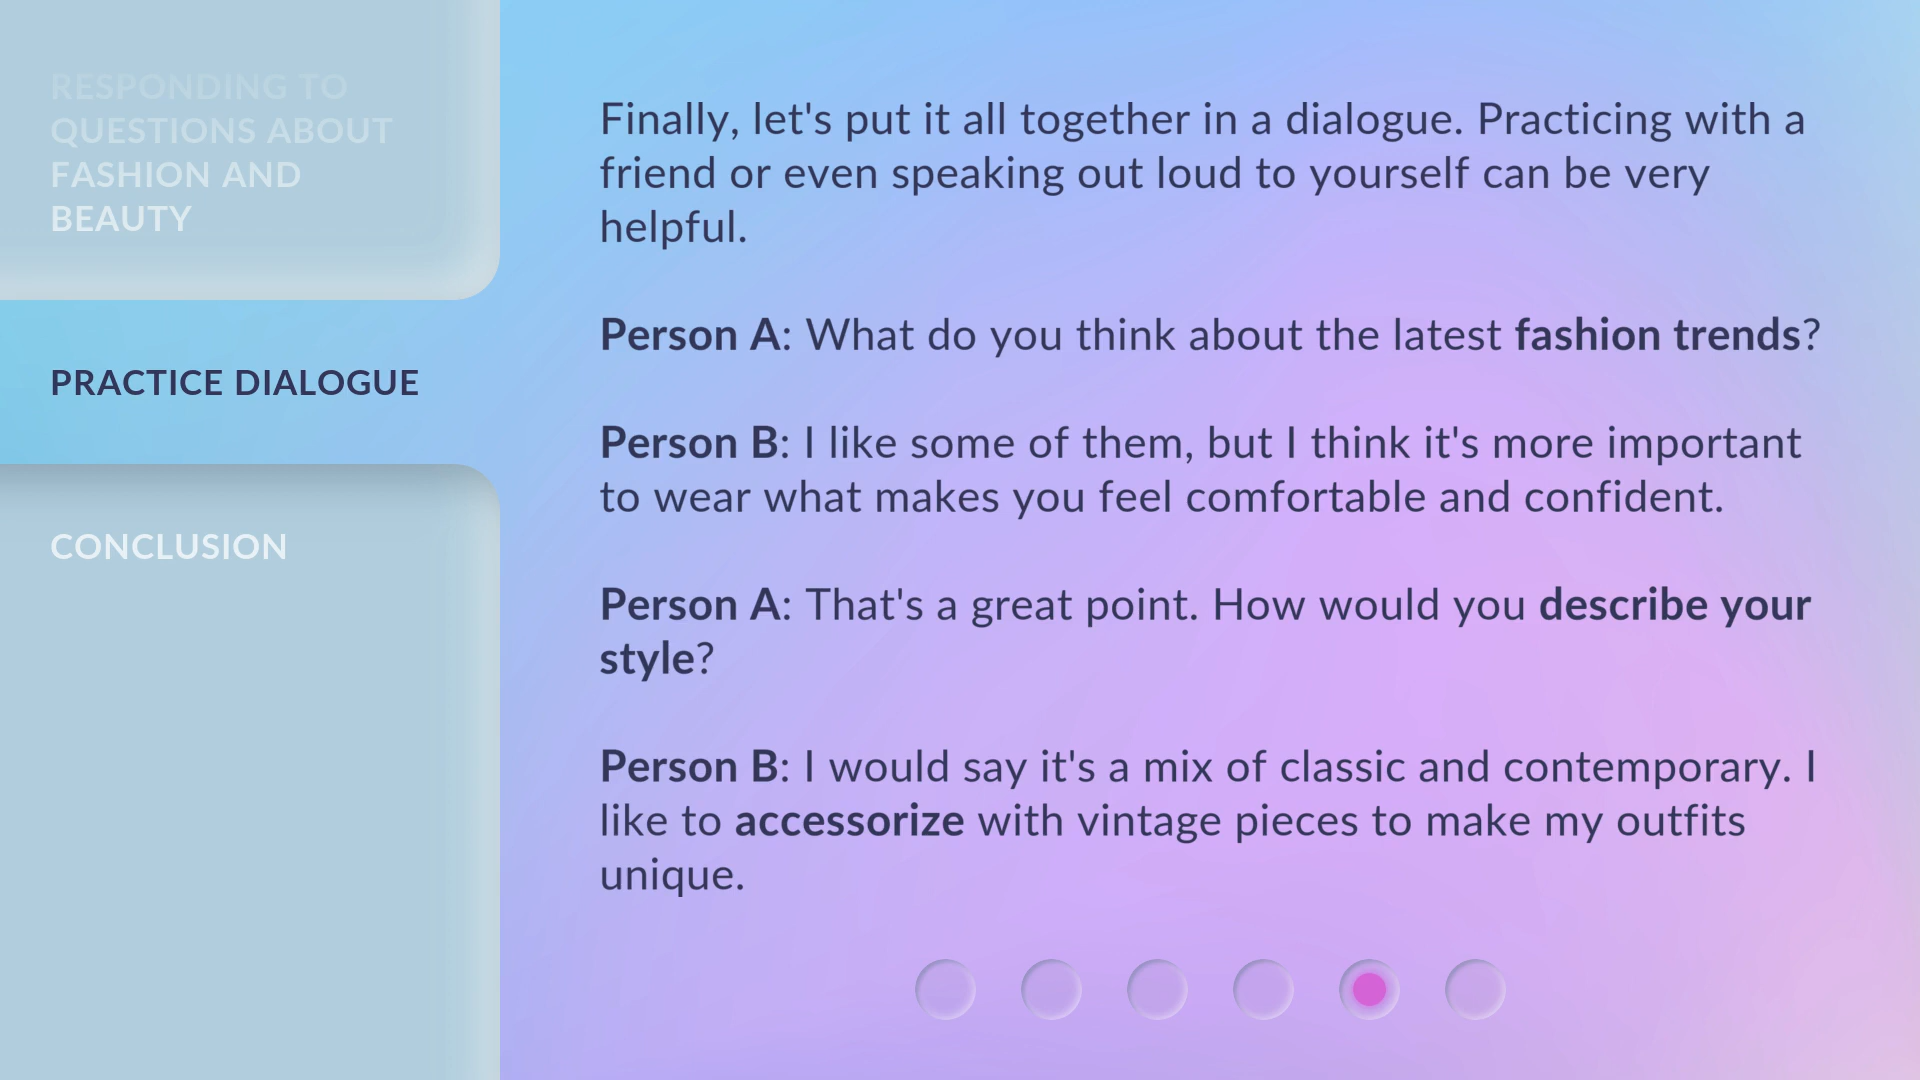 RESPONDING TO
QUESTIONS ABOUT
FASHION AND
BEAUTY
PRACTICE DIALOGUE
CONCLUSION
Finally, let's put it all together in a dialogue. Practicing with a
friend or even speaking out loud to yourself can be very
helpful.
Person A: What do you think about the latest fashion trends?
Person B: I like some of them, but I think it's more important
to wear what makes you feel comfortable and confident.
Person A: That's a great point. How would you describe your
style?
Person B: I would say it's a mix of classic and contemporary. I
like to accessorize with vintage pieces to make my outfits
unique.